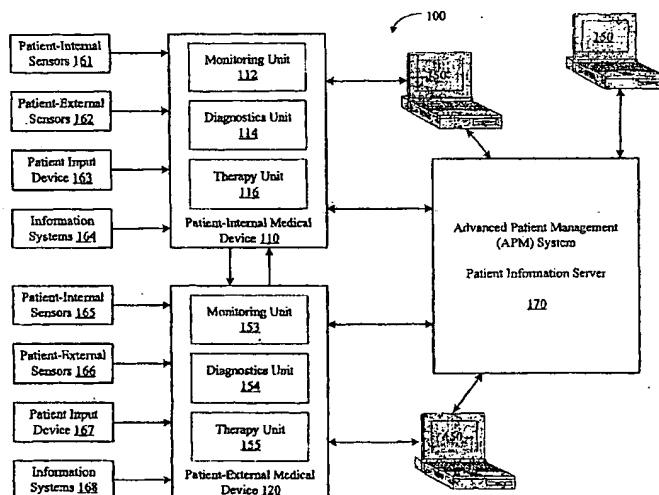 100
Patient-Internal
Sensors 161
Patient-External
Sensors 162
Patient Input
Device 163
Information
Systems 164
Monitoring Unit
112
Diagnostics Unit
114
Therapy Unit
116
Patient-Internal Medical
Device 110
Patient-Internal
Sensors 165
Patient-External
Sensors 166
Patient Input
Device 167
Information
Systems 168
Monitoring Unit
153
Diagnostics Unit
154
Therapy Unit
155
Patient-External Medical
Device 120
Advanced Patient Management
(APM) System
Patient Information Server
170